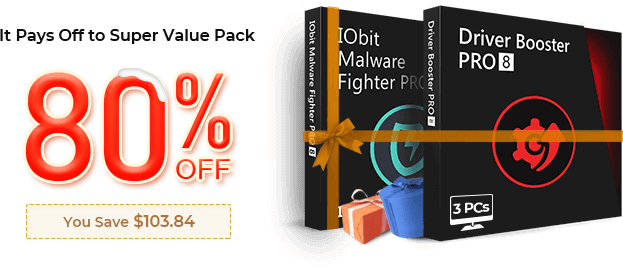 It Pays Off to Super Value Pack
80%
OFF
You Save $103.84
IObit Malware Fighter PRO 8
IObit
Malware
Fighter PRO
I
Driver Booster PRO 8
Driver Booster
PRO 8
3 PCs